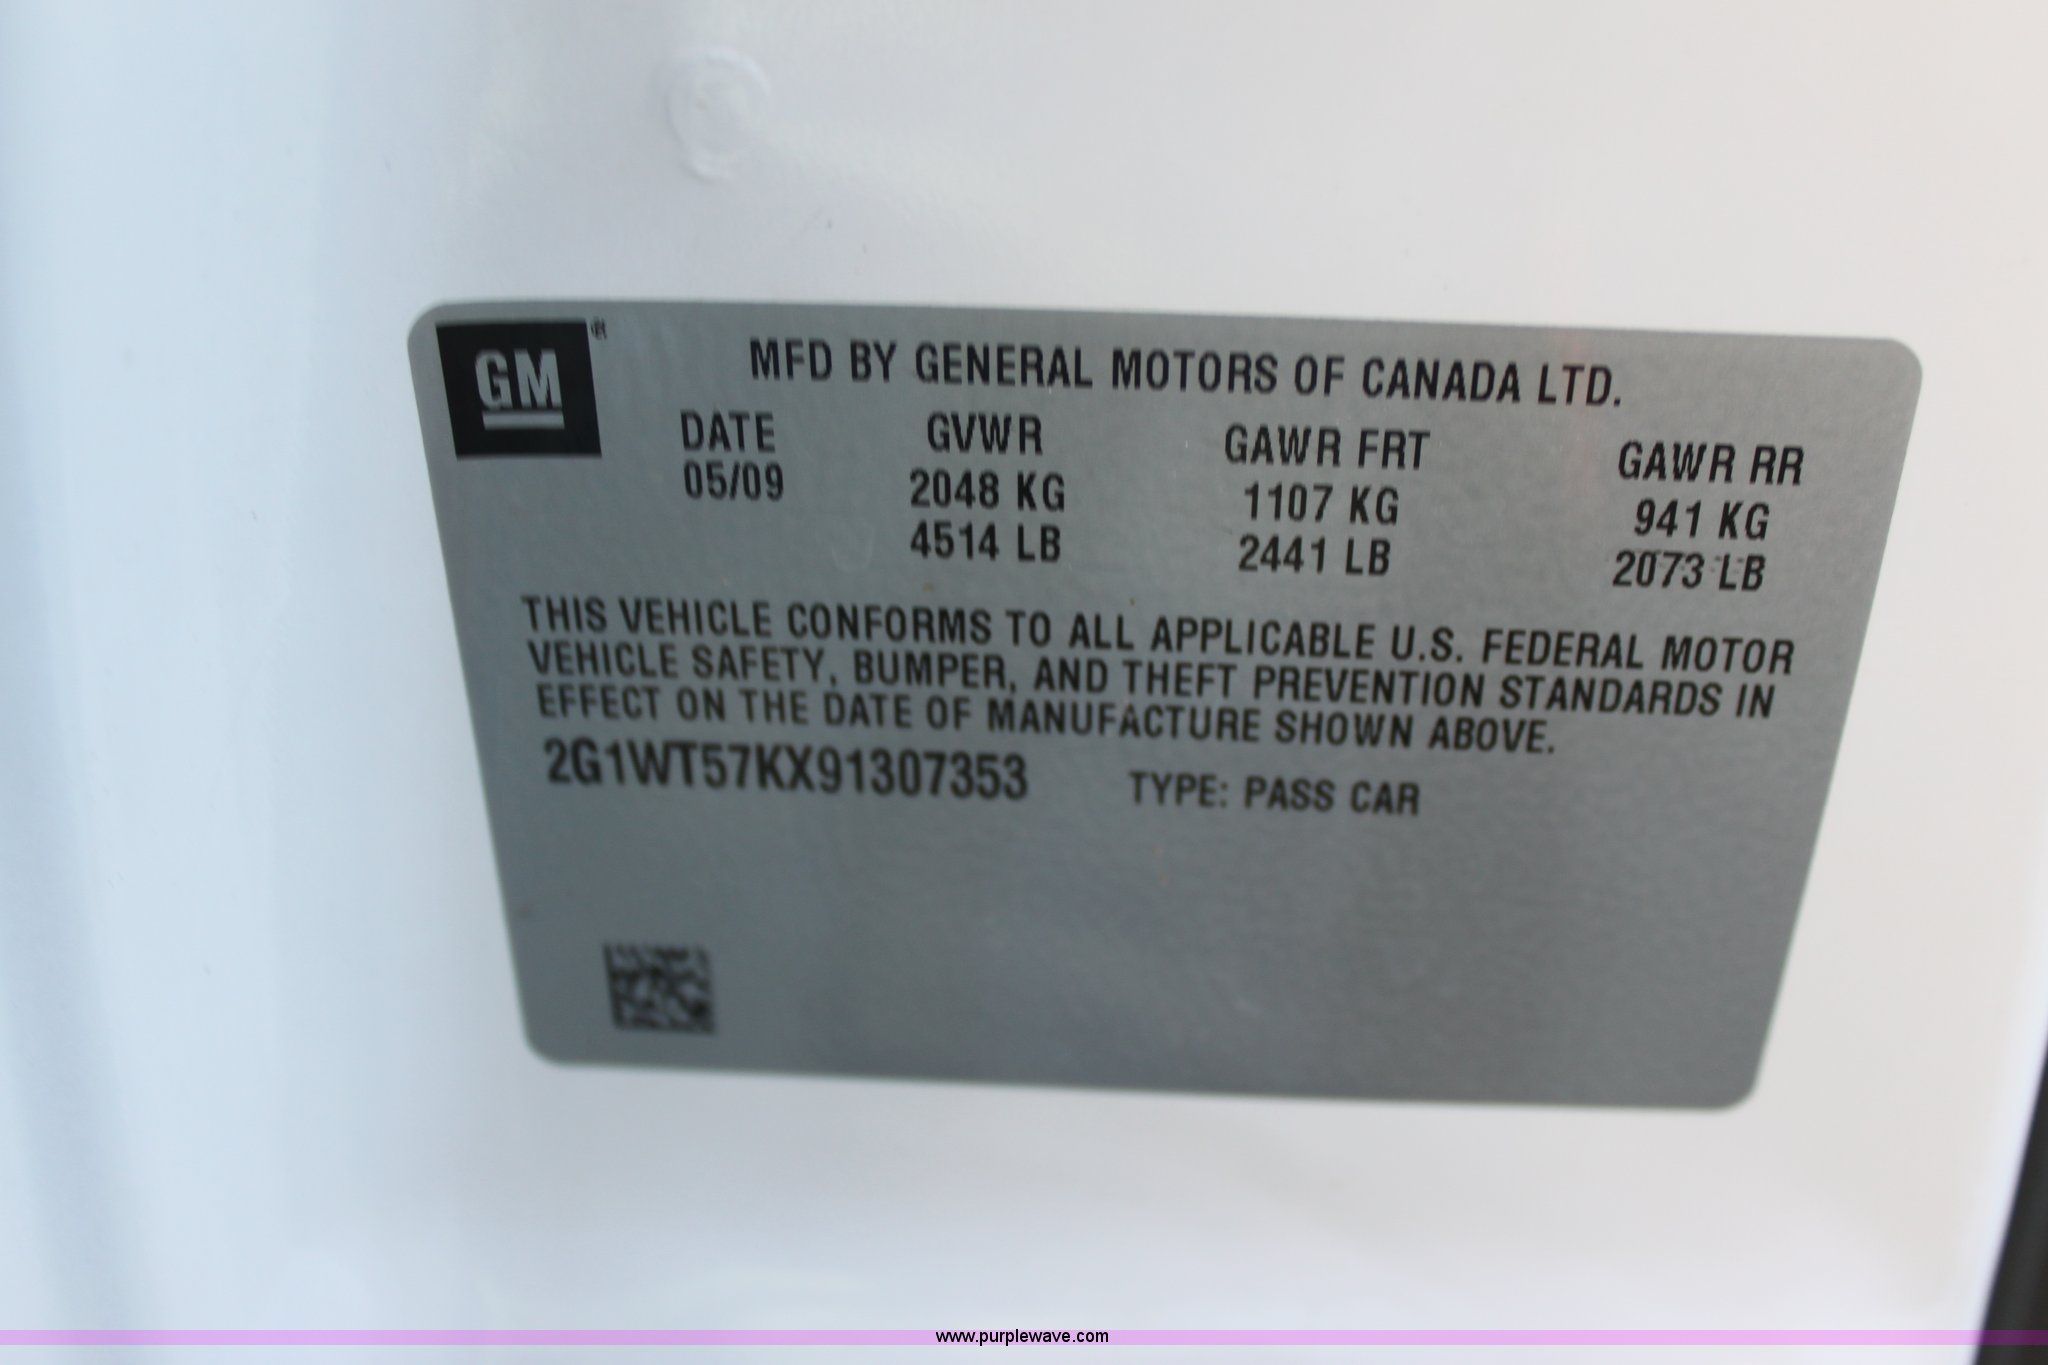 GM ®
MFD BY GENERAL MOTORS OF CANADA LTD.
DATE GVWR GAWR FRT GAWR RR
05/09 2048 KG 1107 KG 941 KG
4514 LB 2441 LB 2073 LB
THIS VEHICLE CONFORMS TO ALL APPLICABLE U.S. FEDERAL MOTOR
VEHICLE SAFETY, BUMPER, AND THEFT PREVENTION STANDARDS IN
EFFECT ON THE DATE OF MANUFACTURE SHOWN ABOVE.
2G1WT57KX91307353 TYPE: PASS CAR
www.purplewave.com